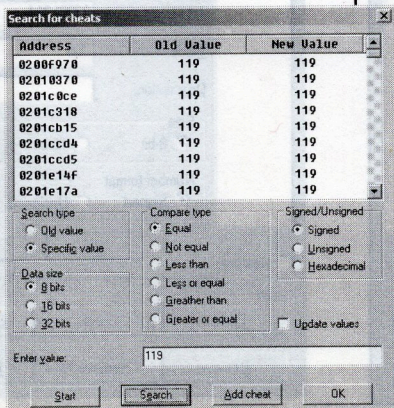 Search for cheats
Address Old Value New Value
0200f970 119 119
02010370 119 119
0201c0ce 119 119
0201c318 119 119
0201cb15 119 119
0201ccd4 119 119
0201ccd5 119 119
0201e14f 119 119
0201e17a 119 119
Search type
Old value
Specific value
Data size
8 bits
16 bits
32 bits
Compare type
Equal
Not equal
Less than
Less or equal
Greather than
Greater or equal
Signed/Unsigned
Signed
Unsigned
Hexadecimal
Update values
Enter value: 119
Start Search Add cheat OK